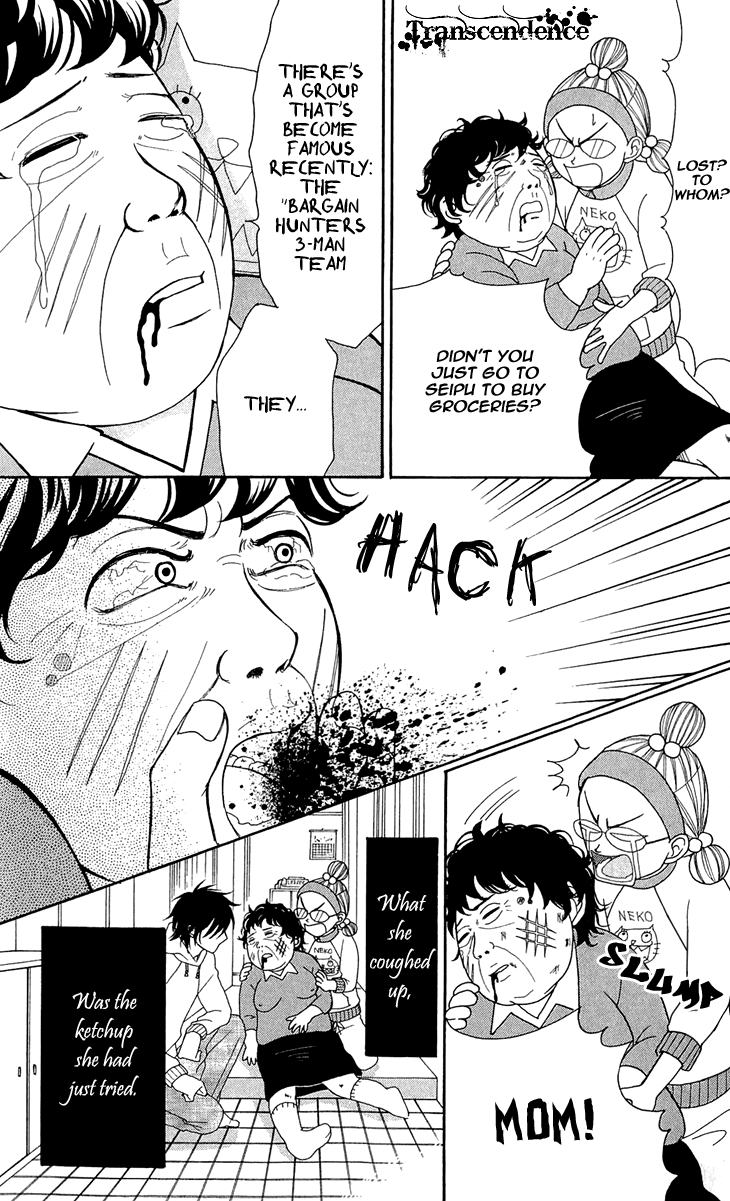 Transcendence
LOST?
TO
WHOM?
NEKO
DIDN'T YOU
JUST GO TO
SEIPU TO BUY
GROCERIES?
THERE'S
A GROUP
THAT'S
BECOME
FAMOUS
RECENTLY:
THE
"BARGAIN
HUNTERS
3-MAN
TEAM
THEY...
HACK
NEKO
SLUMP
MOM!
What
she
coughed
up,
NEKO
Was the
ketchup
she had
just tried.